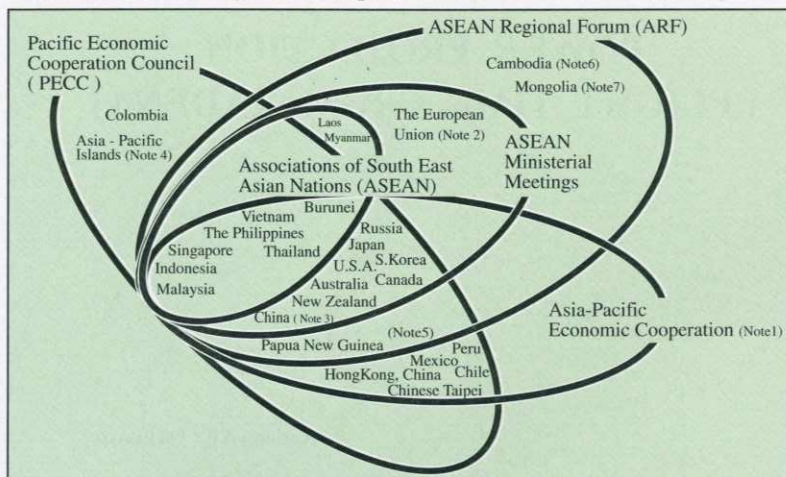 ASEAN Regional Forum (ARF)
Pacific Economic
Cooperation Council
( PECC)
Cambodia (Note6)
Mongolia (Note7)
Colombia
Asia - Pacific
Islands (Note 4)
Laos
Myanmar
The European
Union (Note 2)
ASEAN
Ministerial
Meetings
Associations of South East
Asian Nations (ASEAN)
Burunei
Vietnam
The Philippines
Singapore
Thailand
Indonesia
Malaysia
Russia
Japan
S.Korea
U.S.A.
Canada
Australia
New Zealand
China ( Note 3)
(Note5)
Papua New Guinea
Asia-Pacific
Economic Cooperation (Note1)
Peru
Mexico
Chile
HongKong, China
Chinese Taipei